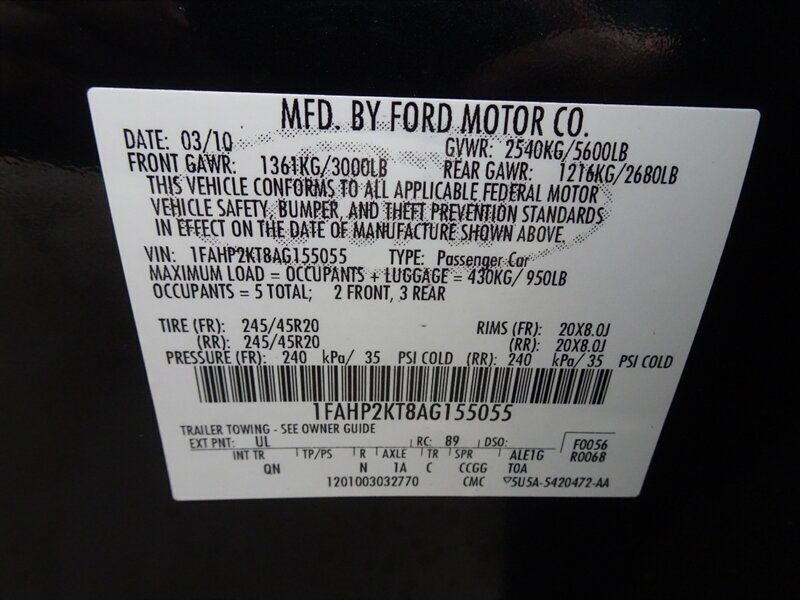 MFD. BY FORD MOTOR CO.
DATE: 03/10 GVWR: 2540KG/5600LB
FRONT GAWR: 1361KG/3000LB REAR GAWR: 1216KG/2680LB
THIS VEHICLE CONFORMS TO ALL APPLICABLE FEDERAL MOTOR
VEHICLE SAFETY, BUMPER, AND THEFT PREVENTION STANDARDS
IN EFFECT ON THE DATE OF MANUFACTURE SHOWN ABOVE.
VIN: 1FAHP2KT8AG155055 TYPE: Passenger Car
MAXIMUM LOAD = OCCUPANTS + LUGGAGE = 430KG/ 950LB
OCCUPANTS = 5 TOTAL; 2 FRONT, 3 REAR
TIRE (FR): 245/45R20 RIMS (FR): 20X8.0J
(RR): 245/45R20 (RR): 20X8.0J
PRESSURE (FR): 240 kPa/ 35 PSI COLD (RR): 240 kPa/ 35 PSI COLD
1FAHP2KT8AG155055
TRAILER TOWING - SEE OWNER GUIDE
EXT PNT: UL RC: 89 DSO: F0056
INT TR TP/PS R AXLE TR SPR ALE1G R0068
QN N 1A C CCGG TOA
1201003032770 CMC ▽5U5A-5420472-AA